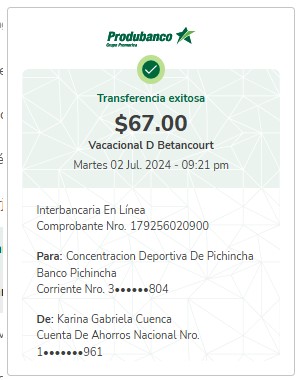 Produbanco
Grupo Promerica
Transferencia exitosa
$67.00
Vacacional D Betancourt
Martes 02 Jul. 2024 - 09:21 pm
Interbancaria En Línea
Comprobante Nro. 179256020900
Para: Concentracion Deportiva De Pichincha
Banco Pichincha
Corriente Nro. 3••••••804
De: Karina Gabriela Cuenca
Cuenta De Ahorros Nacional Nro.
1•••••••961